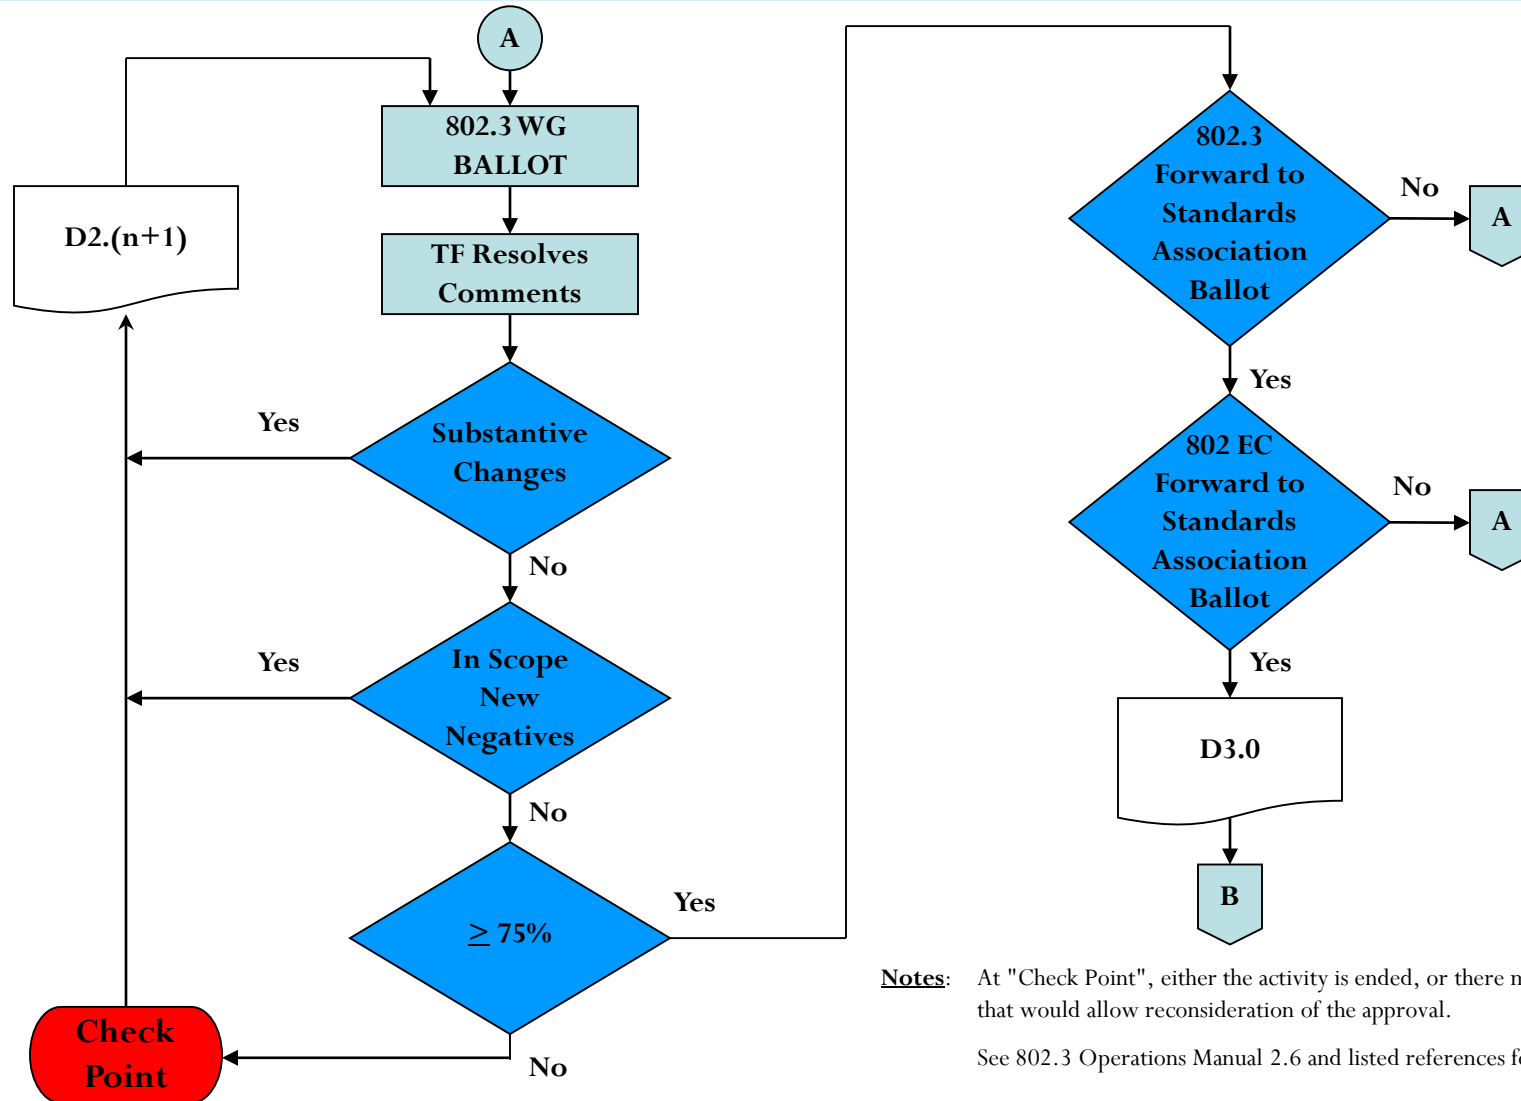 A
802.3 WG
BALLOT
D2.(n+1)
TF Resolves
Comments
Yes
Substantive
Changes
No
Yes
In Scope
New
Negatives
No
≥ 75%
Yes
No
Check
Point
802.3
Forward to
Standards
Association
Ballot
No
A
Yes
802 EC
Forward to
Standards
Association
Ballot
No
A
Yes
D3.0
B
Notes: At "Check Point", either the activity is ended, or there
that would allow reconsideration of the approval.
See 802.3 Operations Manual 2.6 and listed references